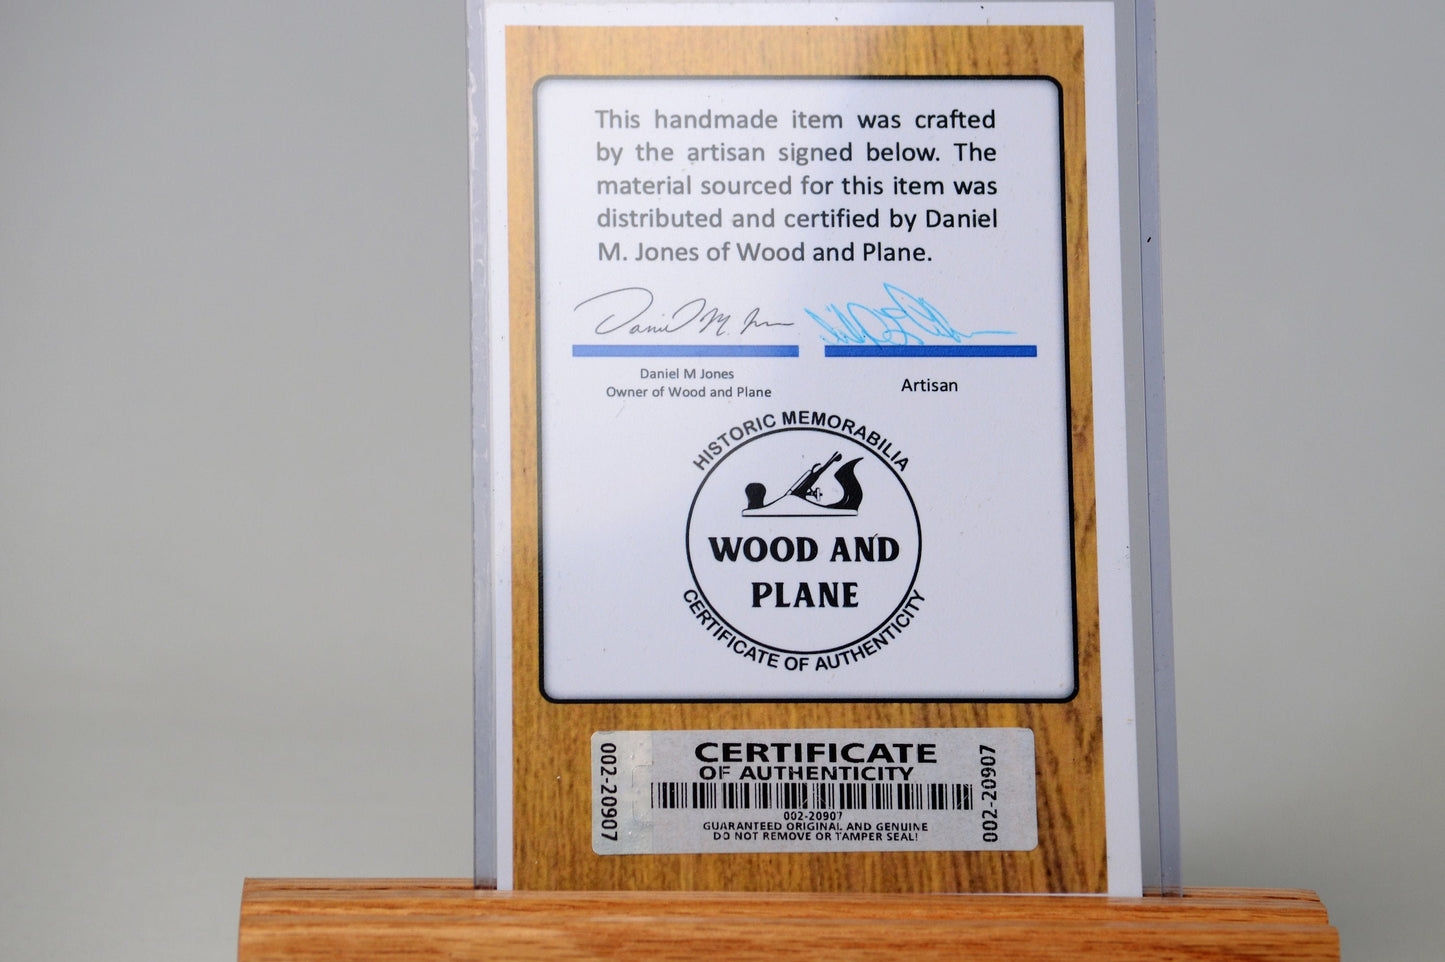 This handmade item was crafted
by the artisan signed below. The
material sourced for this item was
distributed and certified by Daniel
M. Jones of Wood and Plane.
Daniel M. Jones
Daniel M Jones
Owner of Wood and Plane
Artisan
HISTORIC MEMORABILIA
WOOD AND
PLANE
CERTIFICATE OF AUTHENTICITY
002-20907
CERTIFICATE
OF AUTHENTICITY
002-20907
GUARANTEED ORIGINAL AND GENUINE
DO NOT REMOVE OR TAMPER SEAL!
002-20907